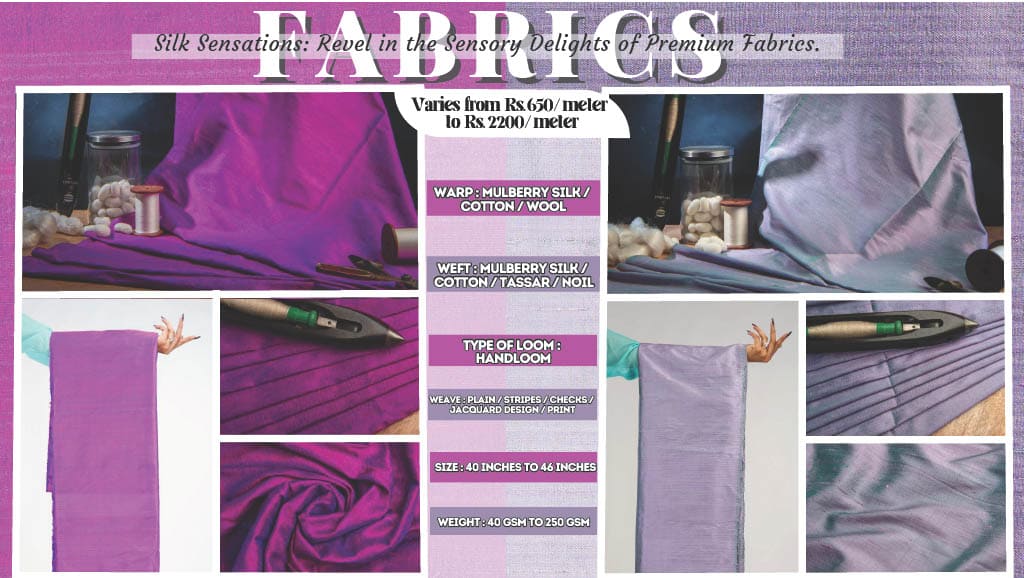 FABRICS
Silk Sensations: Revel in the Sensory Delights of Premium Fabrics.
Varies from Rs.650/meter
to Rs.2200/meter
WARP : MULBERRY SILK /
COTTON / WOOL
WEFT : MULBERRY SILK /
COTTON / TASSAR / NOIL
TYPE OF LOOM :
HANDLOOM
WEAVE : PLAIN / STRIPES / CHECKS /
JACQUARD DESIGN / PRINT
SIZE : 40 INCHES TO 46 INCHES
WEIGHT : 40 GSM TO 250 GSM